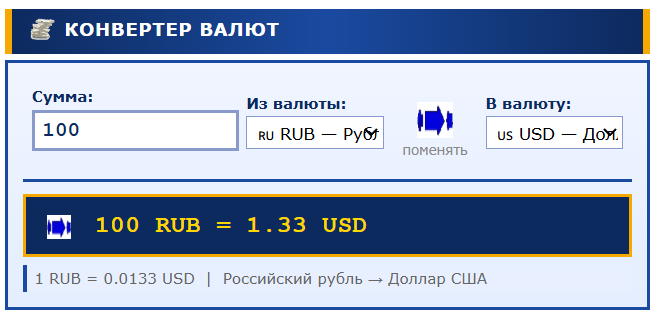 КОНВЕРТЕР ВАЛЮТ
Сумма:
100
Из валюты:
RU RUB — Рубл
поменять
В валюту:
US USD — Дол.
100 RUB = 1.33 USD
1 RUB = 0.0133 USD | Российский рубль → Доллар США